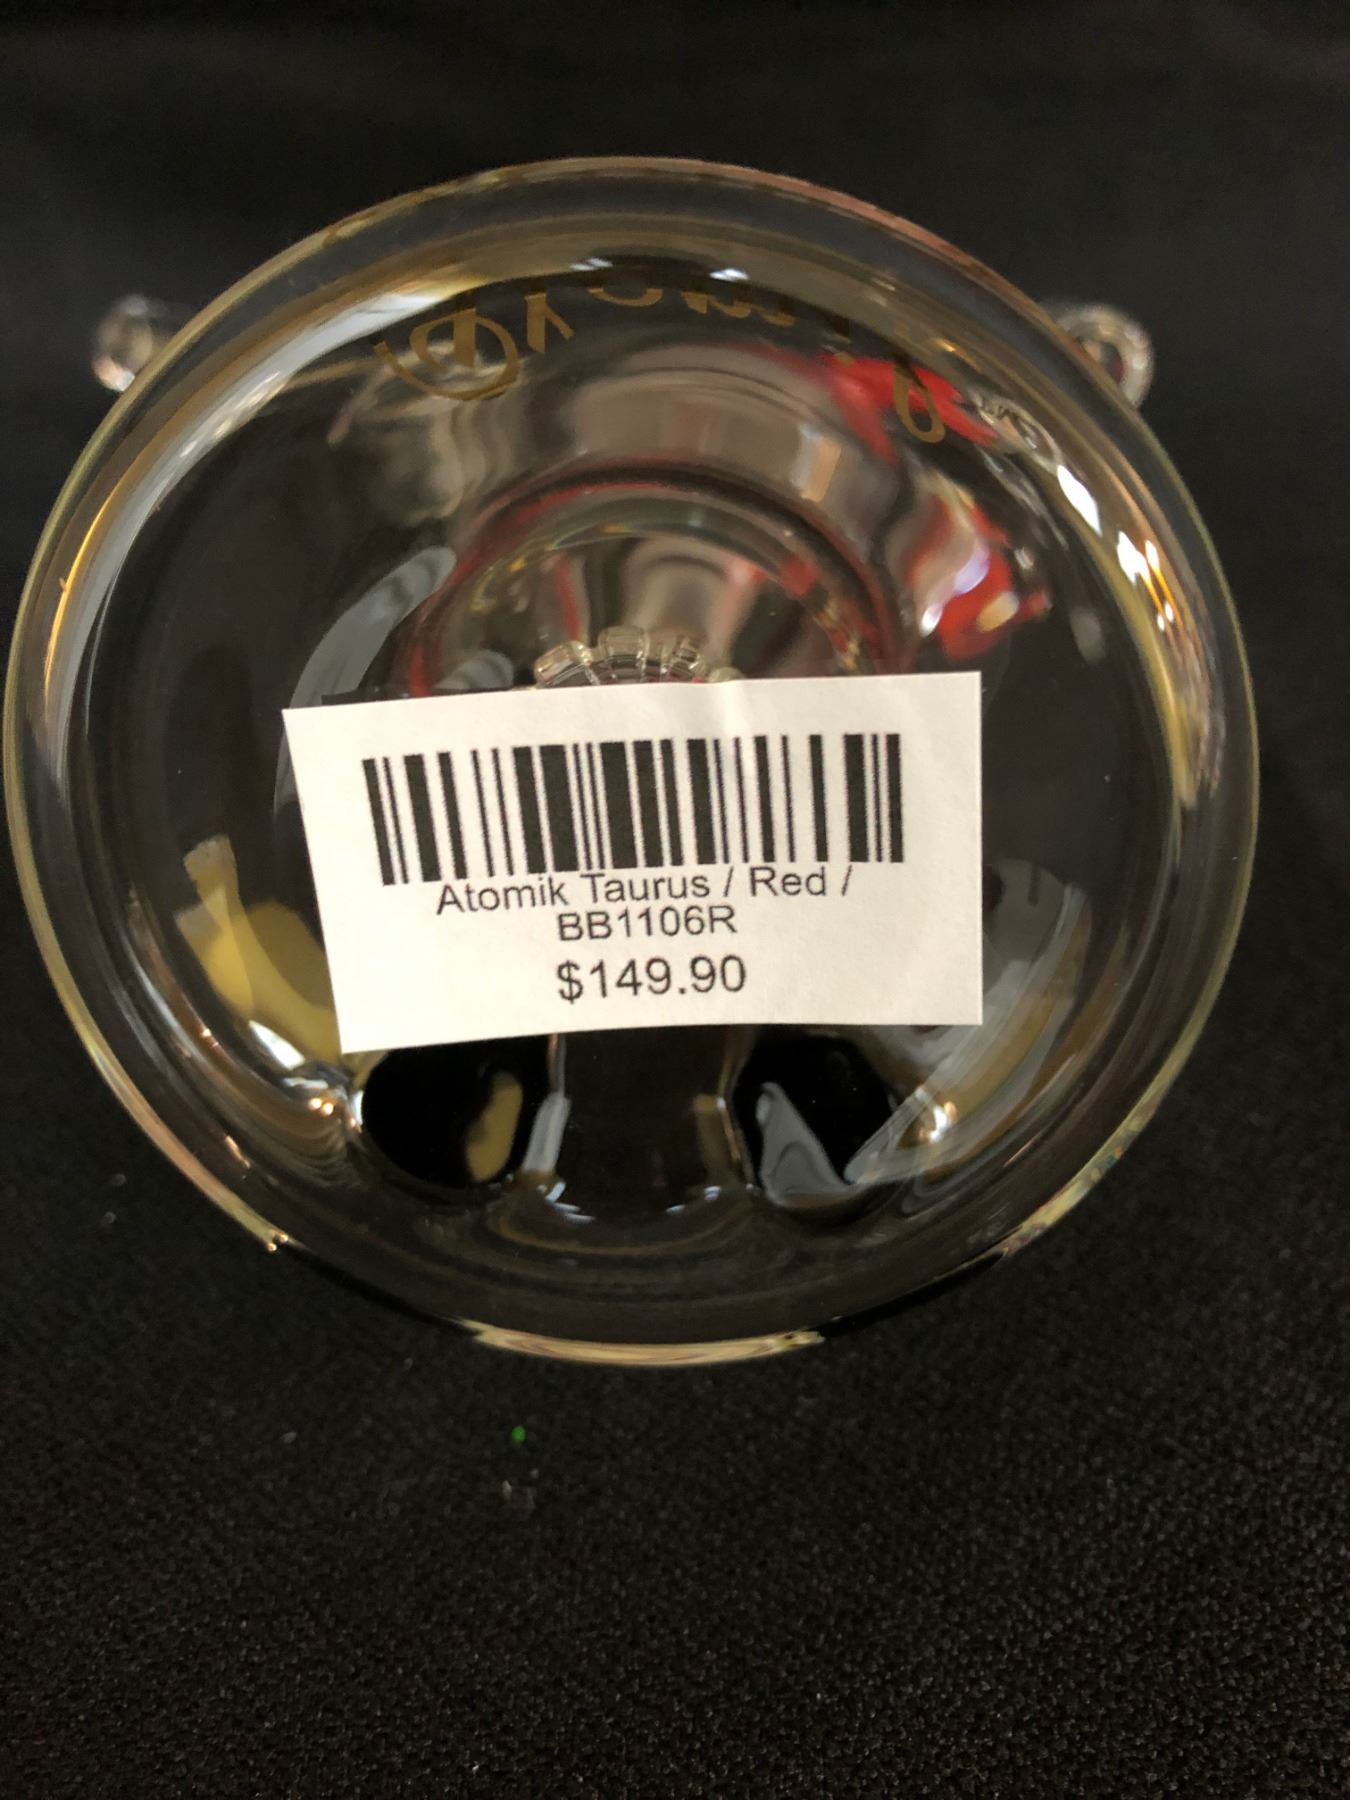 Atomik Taurus / Red /
BB1106R
$149.90